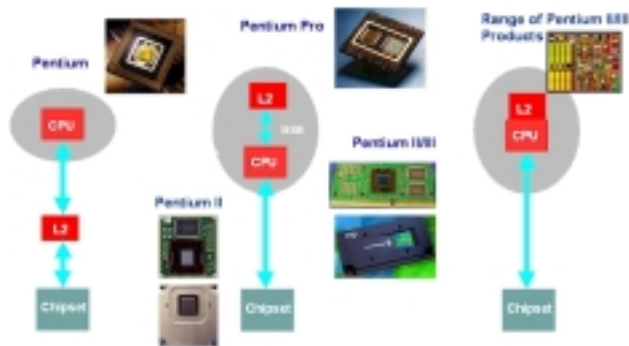 Pentium
CPU
L2
Chipset
Pentium II
Pentium Pro
L2
CPU
Chipset
Pentium II/III
Range of Pentium II/III
Products
L2
CPU
Chipset